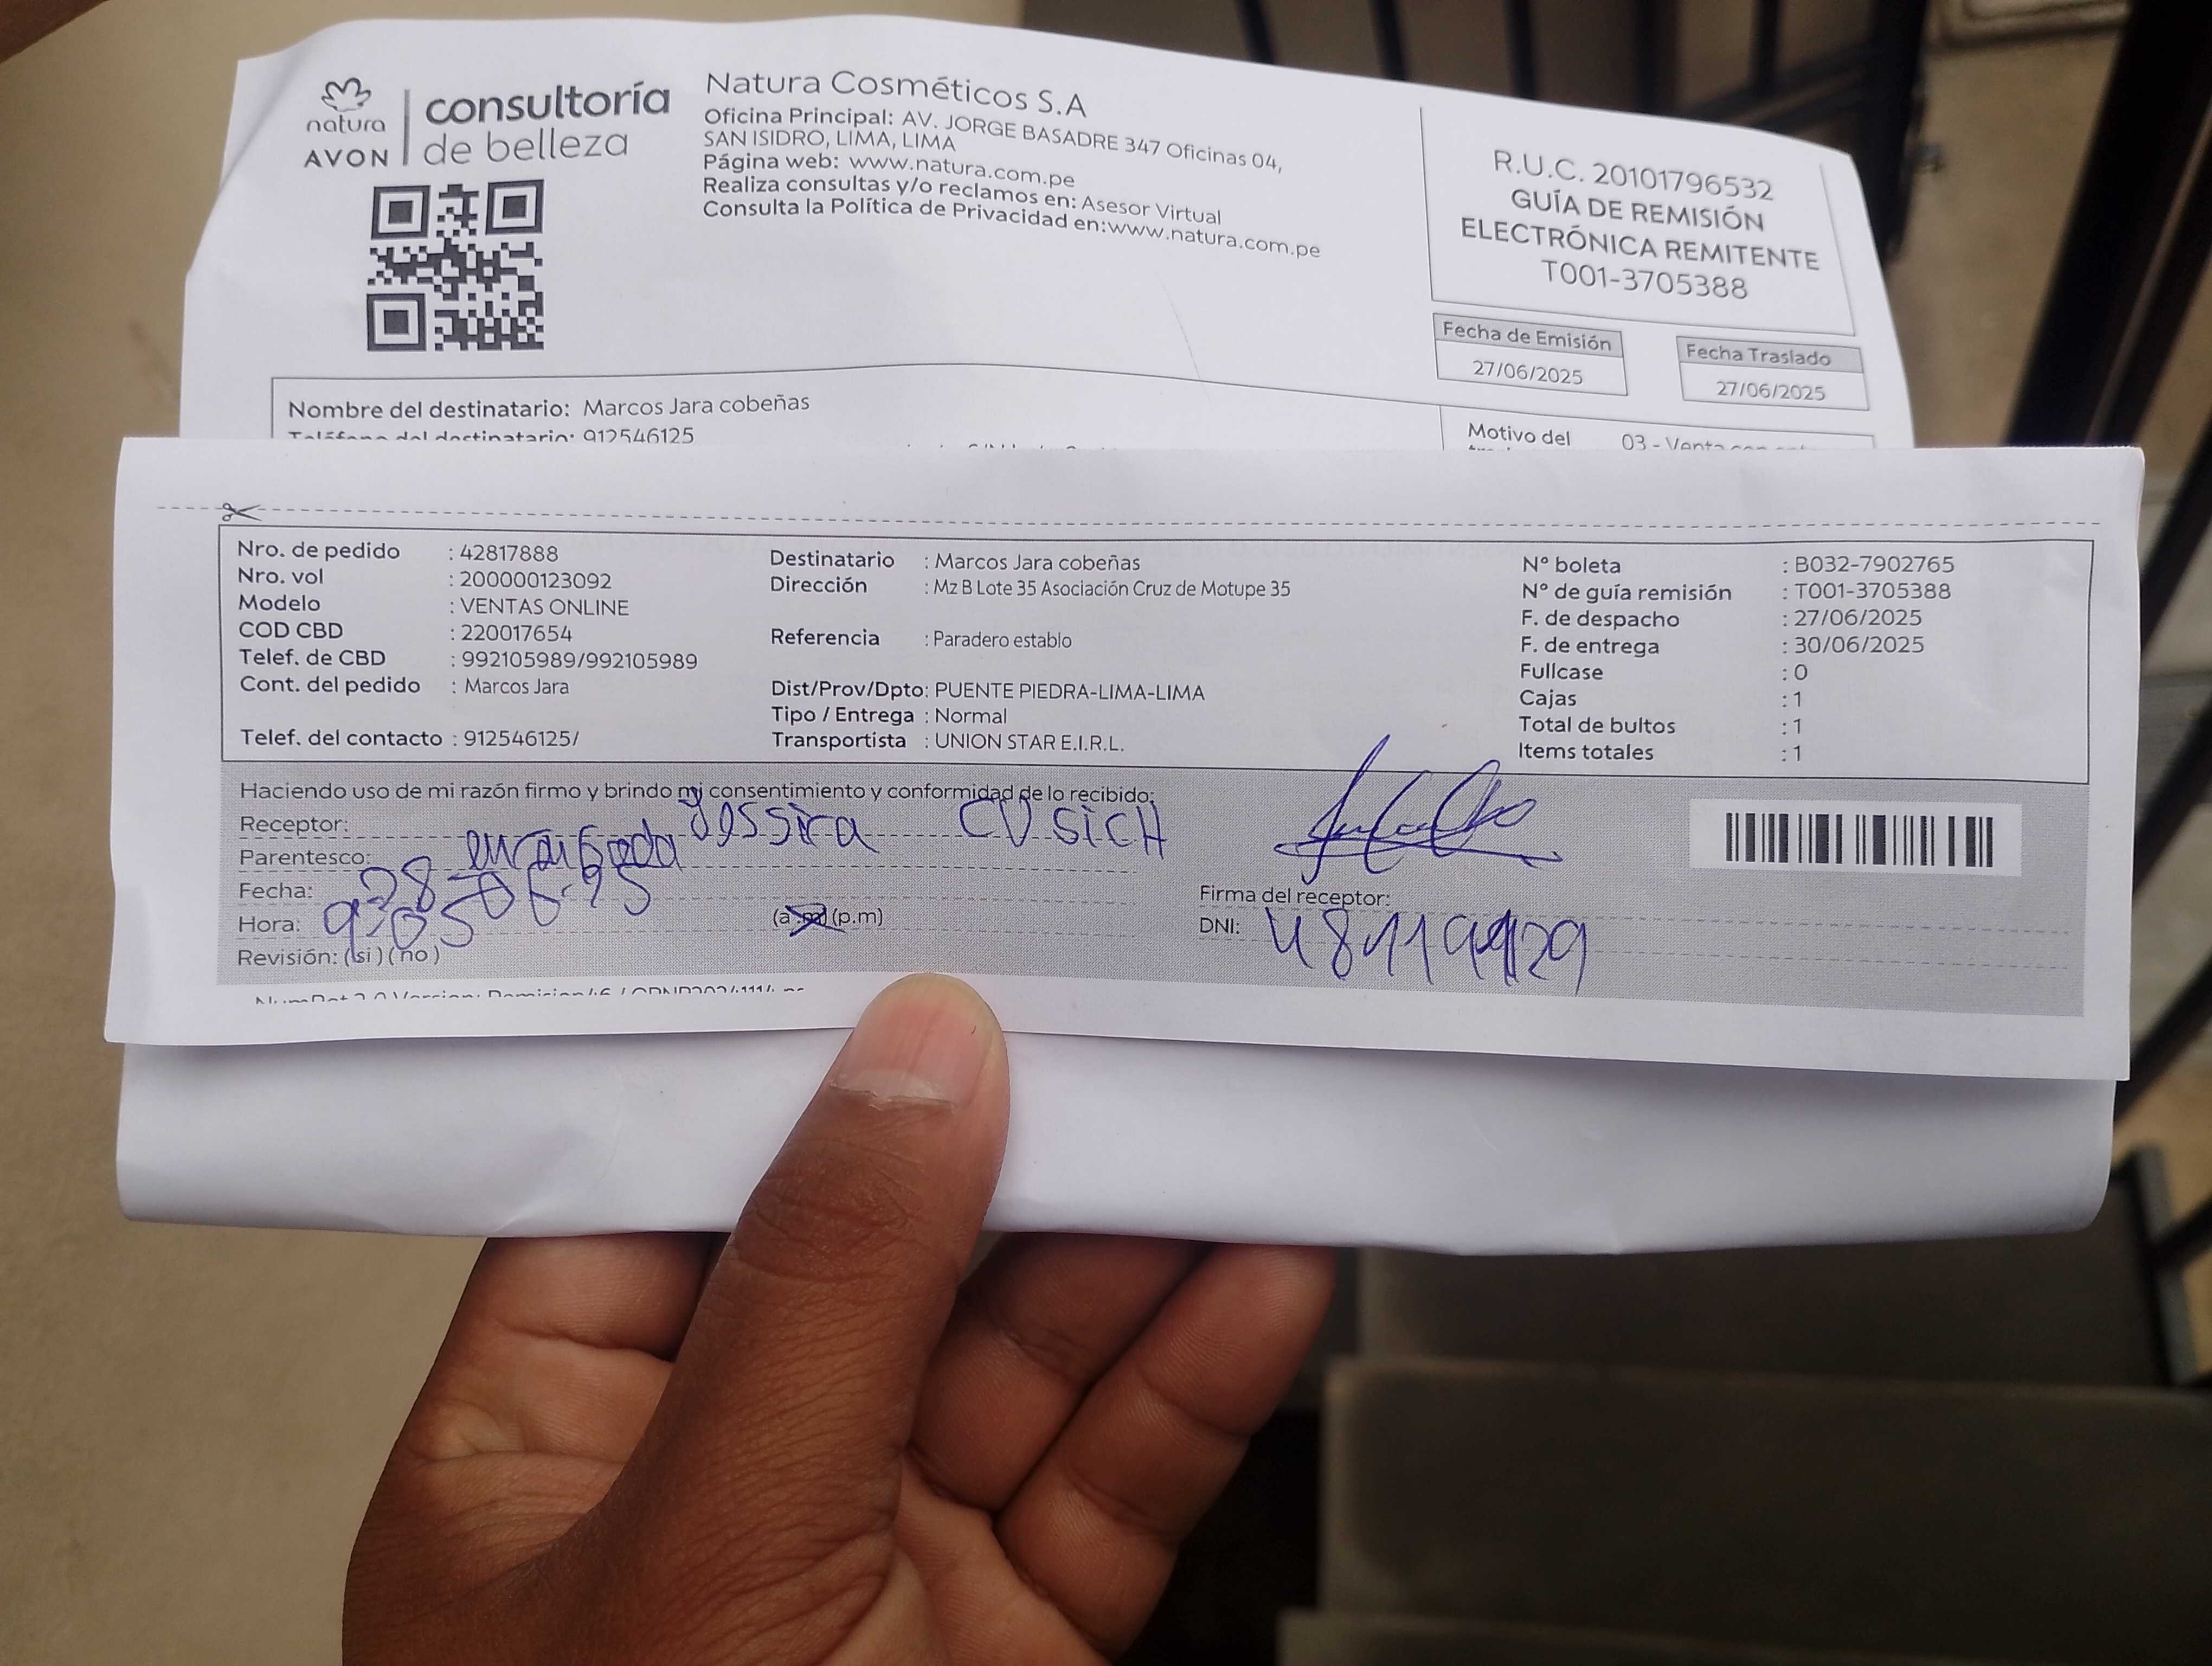 natura
AVON
consultoría
de belleza
Natura Cosméticos S.A
Oficina Principal: AV. JORGE BASADRE 347 Oficinas 04,
SAN ISIDRO, LIMA, LIMA
Página web: www.natura.com.pe
Realiza consultas y/o reclamos en: Asesor Virtual
Consulta la Política de Privacidad en:www.natura.com.pe
R.U.C. 20101796532
GUÍA DE REMISIÓN
ELECTRÓNICA REMITENTE
T001-3705388
Fecha de Emisión
27/06/2025
Fecha Traslado
27/06/2025
Nombre del destinatario: Marcos Jara cobeñas
Teléfono del destinatario: 912546125
Motivo del
03 - Venta con
Nro. de pedido : 42817888
Nro. vol : 200000123092
Modelo : VENTAS ONLINE
COD CBD : 220017654
Telef. de CBD : 992105989/992105989
Cont. del pedido : Marcos Jara
Telef. del contacto : 912546125/
Destinatario : Marcos Jara cobeñas
Dirección : Mz B Lote 35 Asociación Cruz de Motupe 35
Referencia : Paradero establo
Dist/Prov/Dpto: PUENTE PIEDRA-LIMA-LIMA
Tipo / Entrega : Normal
Transportista : UNION STAR E.I.R.L.
N° boleta : B032-7902765
N° de guía remisión : T001-3705388
F. de despacho : 27/06/2025
F. de entrega : 30/06/2025
Fullcase : 0
Cajas : 1
Total de bultos : 1
Items totales : 1
Haciendo uso de mi razón firmo y brindo mi consentimiento y conformidad de lo recibido:
Receptor: Jessica CUSicH
Parentesco:
Fecha:
Hora: (a.m) (p.m)
Revisión: (si) (no)
Firma del receptor:
DNI: